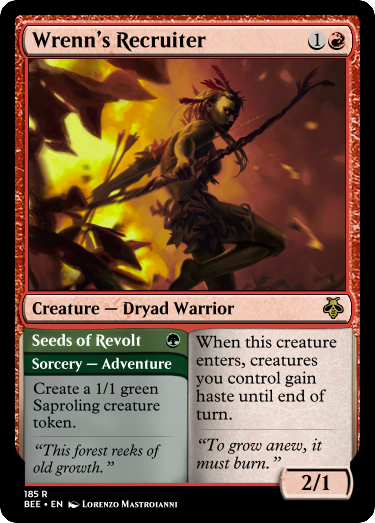 Wrenn's Recruiter 1
Creature — Dryad Warrior
Seeds of Revolt
Sorcery — Adventure
Create a 1/1 green
Saproling creature
token.
"This forest reeks of
old growth."
When this creature
enters, creatures
you control gain
haste until end of
turn.
"To grow anew, it
must burn."
2/1
185 R
BEE • EN Lorenzo Mastroianni